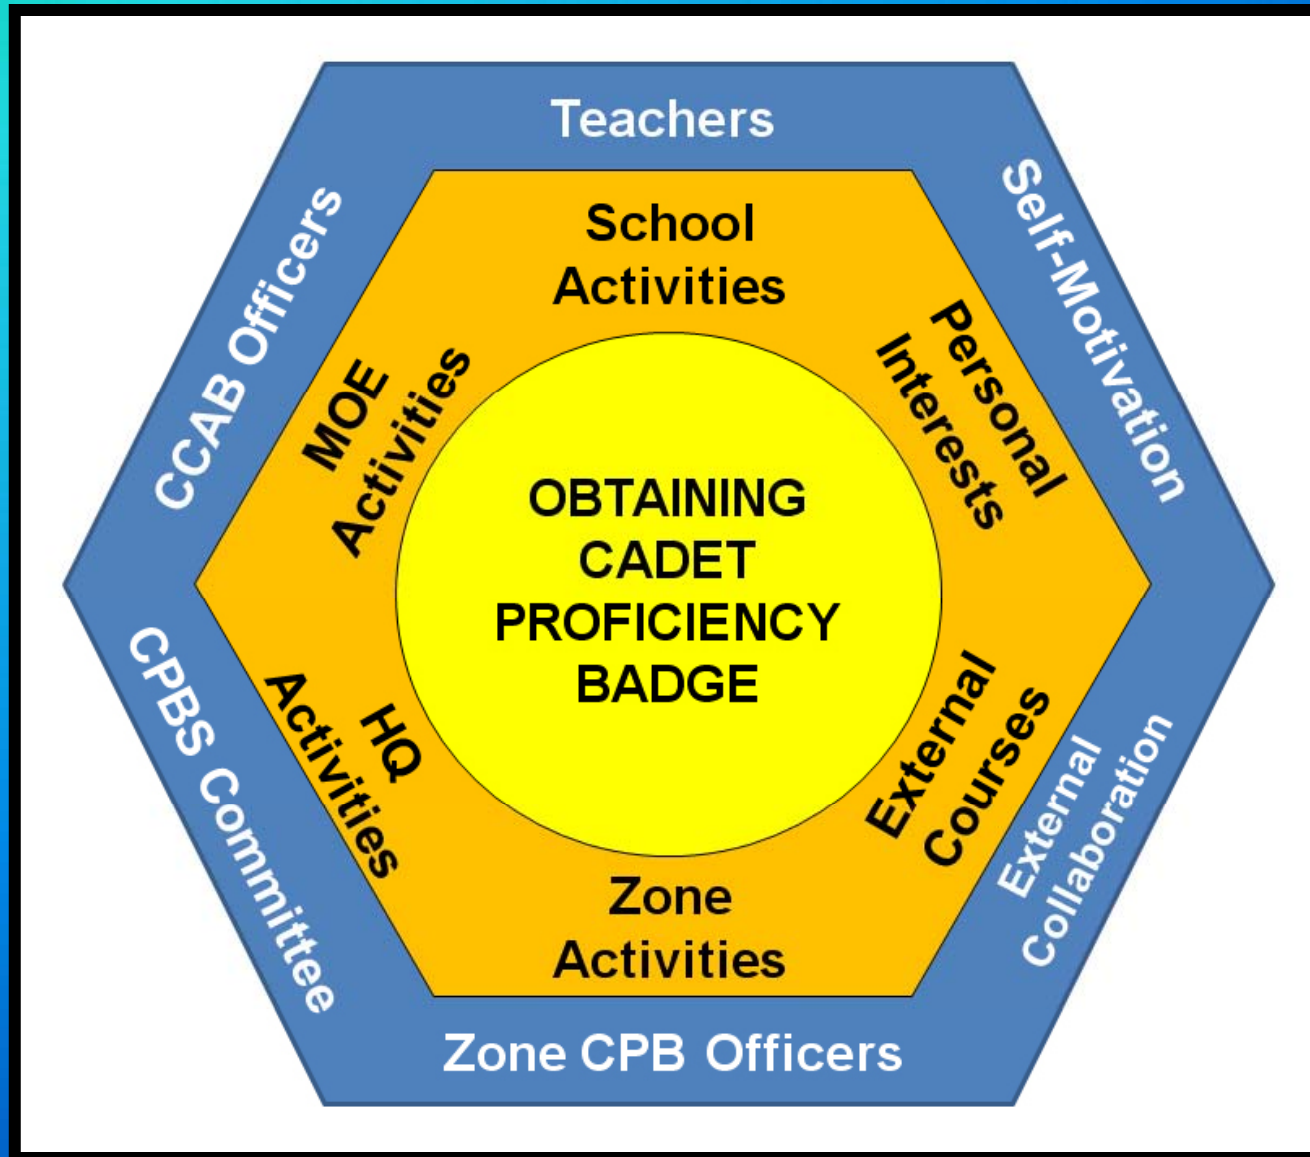 Teachers
Self-Motivation
External
Collaboration
Zone CPB Officers
CPBS Committee
CCAB Officers
School
Activities
Personal
Interests
External
Courses
Zone
Activities
HQ
Activities
MOE
Activities
OBTAINING
CADET
PROFICIENCY
BADGE